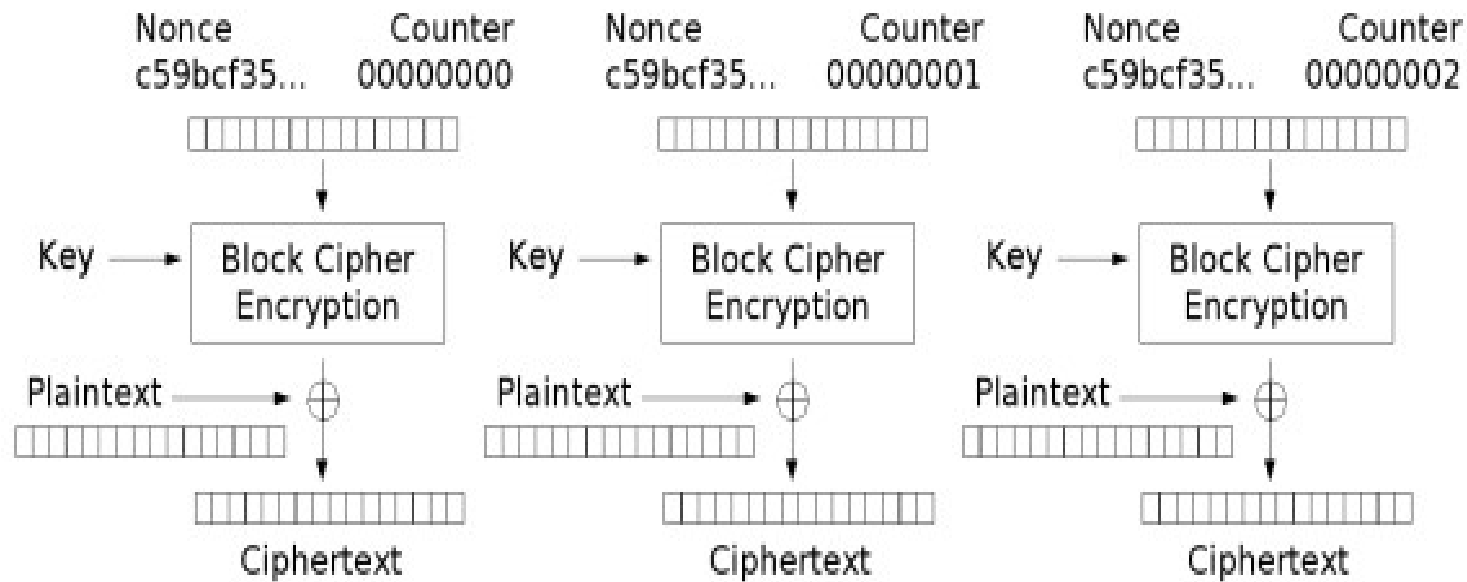 Nonce Counter Nonce Counter Nonce Counter
c59bcf35... 00000000 c59bcf35... 00000001 c59bcf35... 00000002
Key Block Cipher Encryption Key Block Cipher Encryption Key Block Cipher Encryption
Plaintext Plaintext Plaintext
Ciphertext Ciphertext Ciphertext